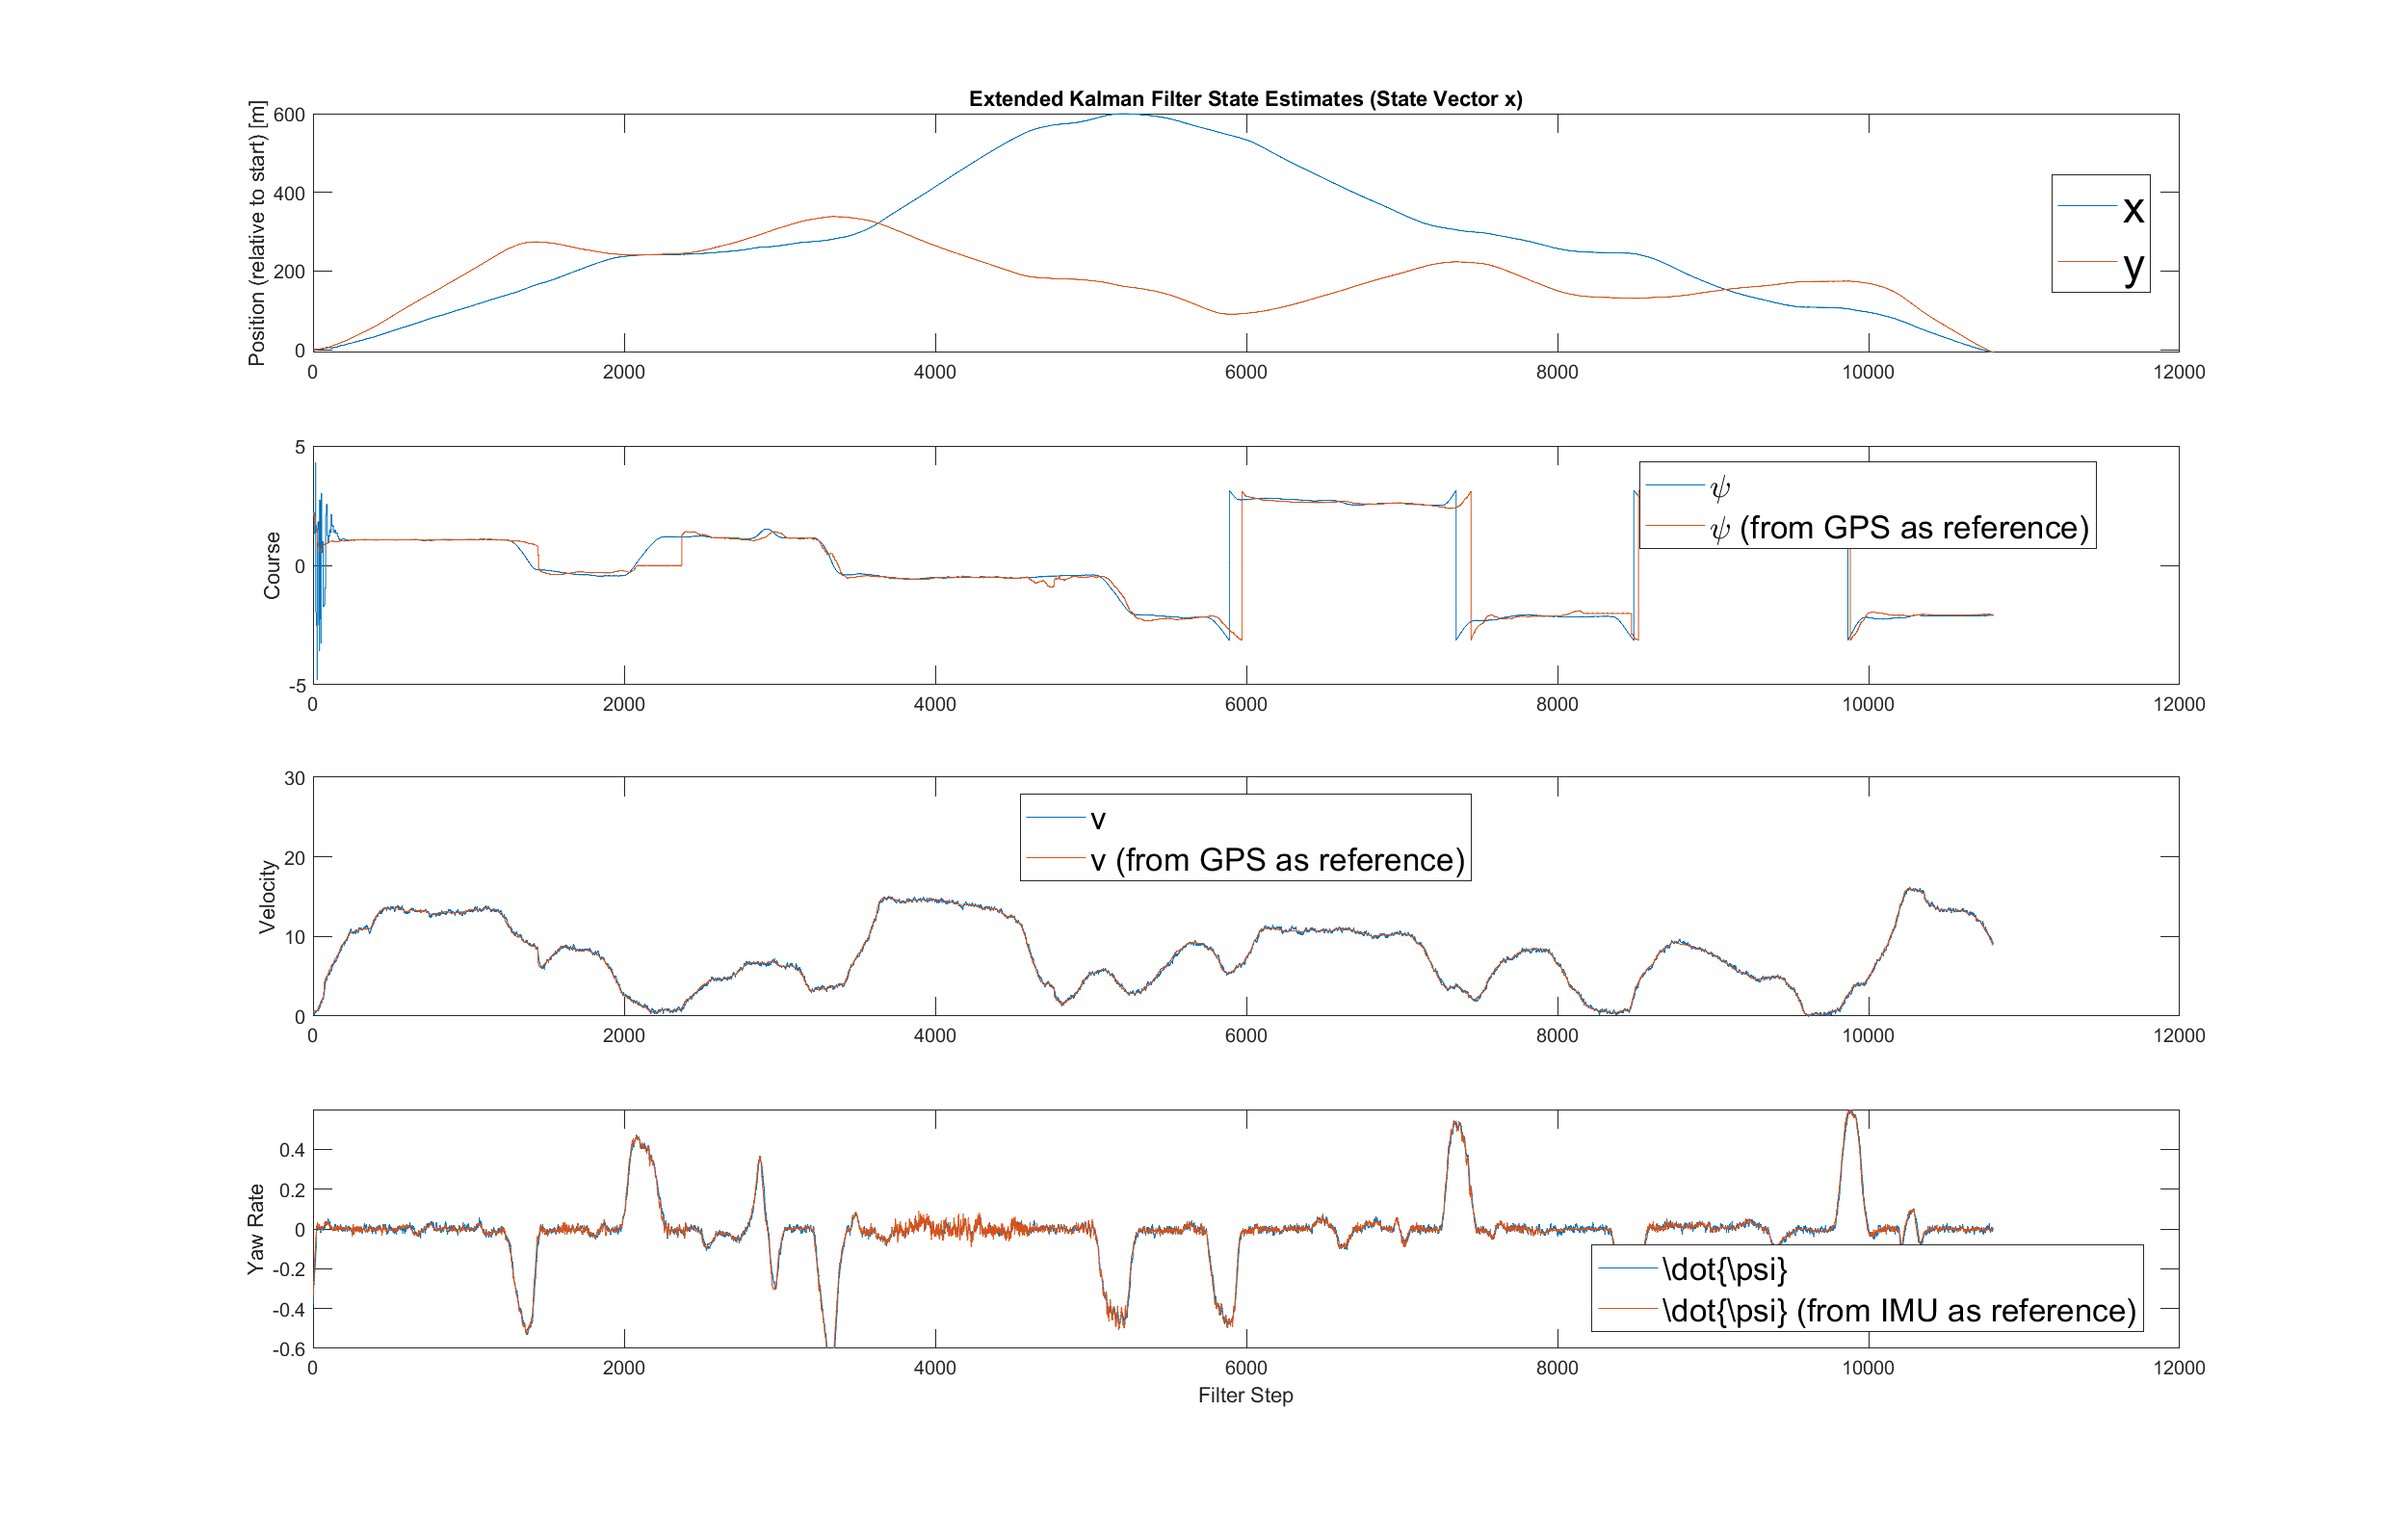 Extended Kalman Filter State Estimates (State Vector x)
Position (relative to start) [m]
600
400
200
0
0 2000 4000 6000 8000 10000 12000
x
y
Course
5
0
-5
0 2000 4000 6000 8000 10000 12000
ψ
ψ (from GPS as reference)
Velocity
30
20
10
0
0 2000 4000 6000 8000 10000 12000
v
v (from GPS as reference)
Yaw Rate
0.4
0.2
0
-0.2
-0.4
-0.6
0 2000 4000 6000 8000 10000 12000
\dot{\psi}
\dot{\psi} (from IMU as reference)
Filter Step